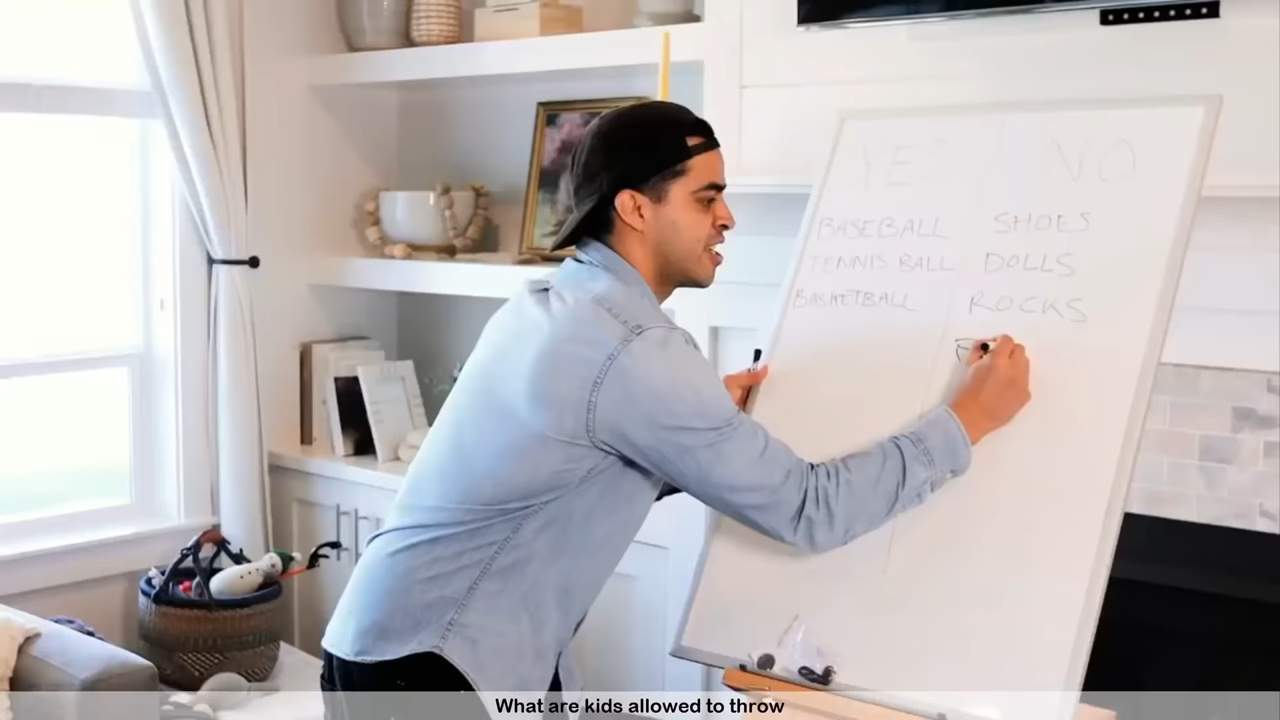 YES NO
BASEBALL SHOES
TENNIS BALL DOLLS
BASKETBALL ROCKS
What are kids allowed to throw